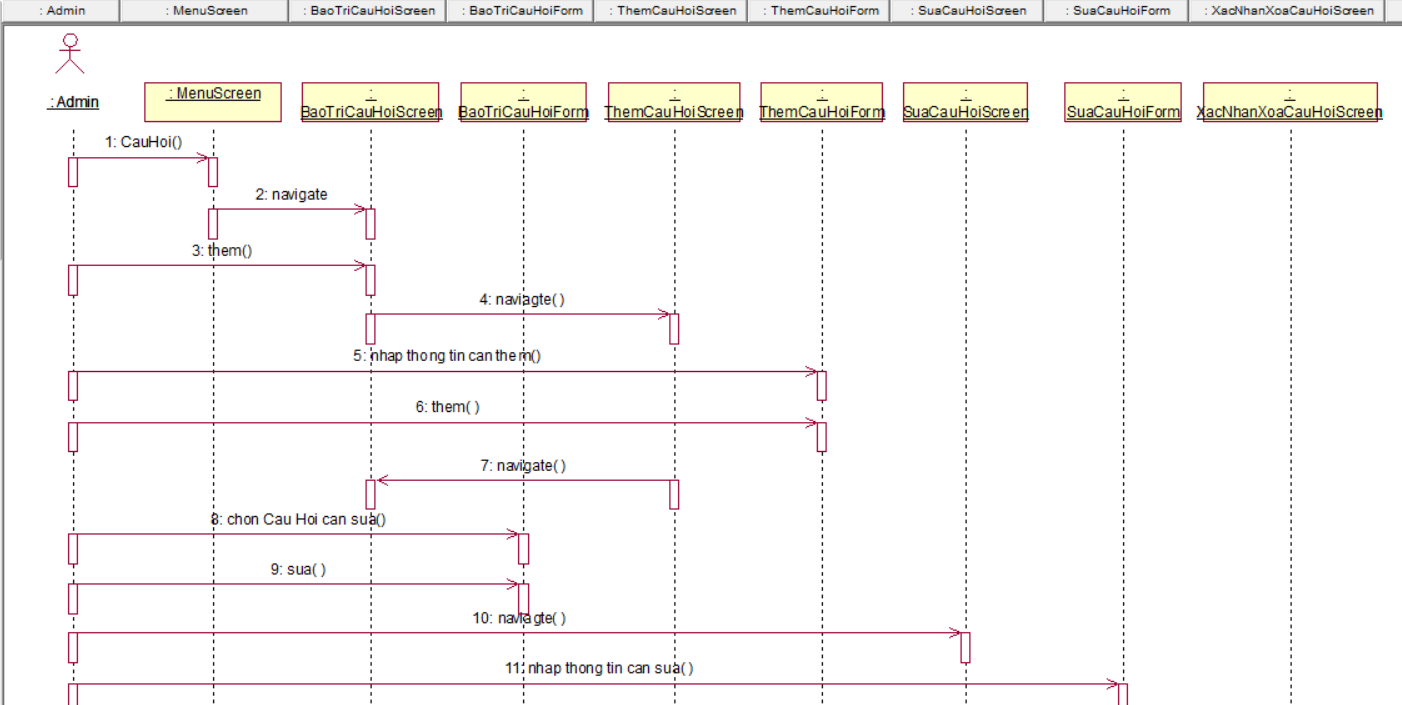 : Admin
: MenuScreen
: BaoTriCauHoiScreen
: BaoTriCauHoiForm
: ThemCauHoiScreen
: ThemCauHoiForm
: SuaCauHoiScreen
: SuaCauHoiForm
: XacNhanXoaCauHoiScreen
: Admin
: MenuScreen
:
BaoTriCauHoiScreen
:
BaoTriCauHoiForm
:
ThemCauHoiScreen
:
ThemCauHoiForm
:
SuaCauHoiScreen
:
SuaCauHoiForm
:
XacNhanXoaCauHoiScreen
1: CauHoi()
2: navigate
3: them()
4: naviagte( )
5: nhap thong tin can them()
6: them( )
7: navigate( )
8: chon Cau Hoi can sua()
9: sua( )
10: naviagte( )
11: nhap thong tin can sua( )